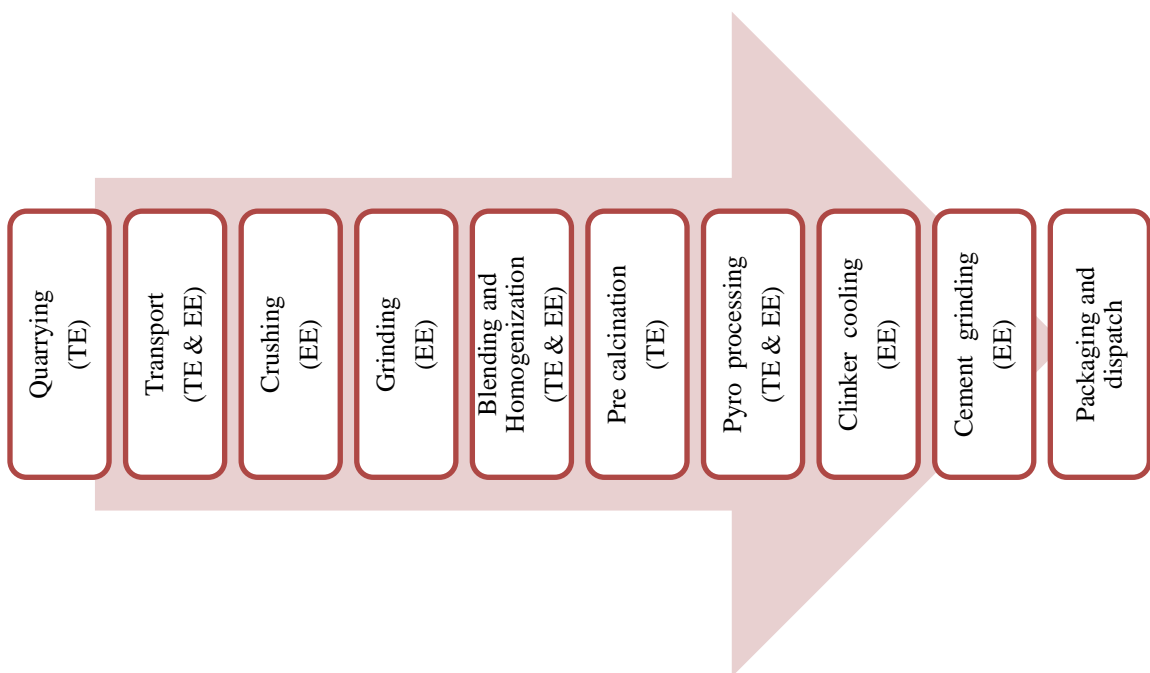 Quarrying
(TE)
Transport
(TE & EE)
Crushing
(EE)
Grinding
(EE)
Blending and
Homogenization
(TE & EE)
Pre calcination
(TE)
Pyro processing
(TE & EE)
Clinker cooling
(EE)
Cement grinding
(EE)
Packaging and
dispatch